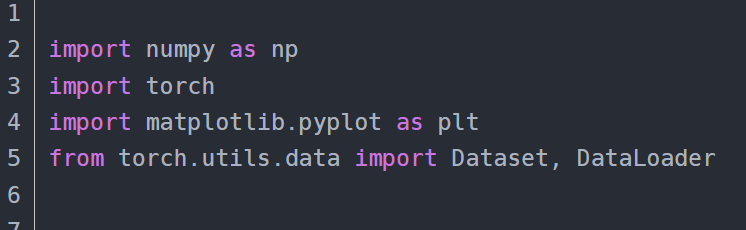 1
2 import numpy as np
3 import torch
4 import matplotlib.pyplot as plt
5 from torch.utils.data import Dataset, DataLoader
6
7